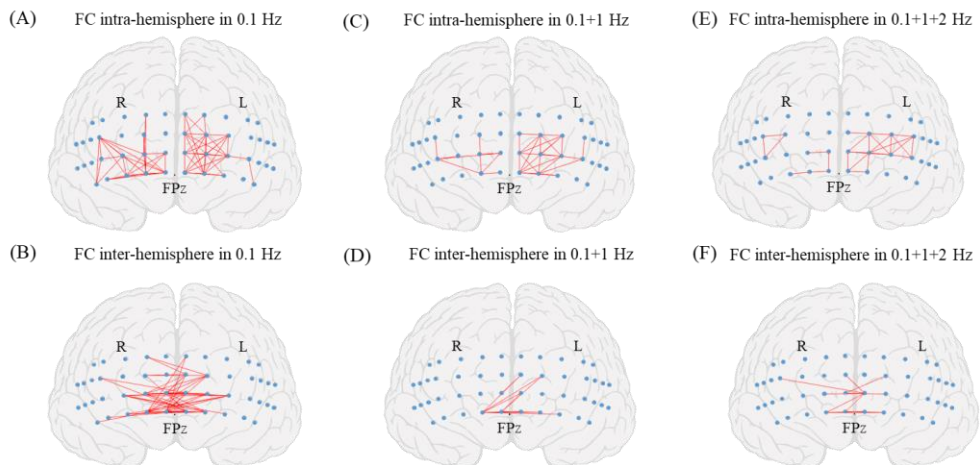 (A) FC intra-hemisphere in 0.1 Hz
R L
FPz
(B) FC inter-hemisphere in 0.1 Hz
R L
FPz
(C) FC intra-hemisphere in 0.1+1 Hz
R L
FPz
(D) FC inter-hemisphere in 0.1+1 Hz
R L
FPz
(E) FC intra-hemisphere in 0.1+1+2 Hz
R L
FPz
(F) FC inter-hemisphere in 0.1+1+2 Hz
R L
FPz